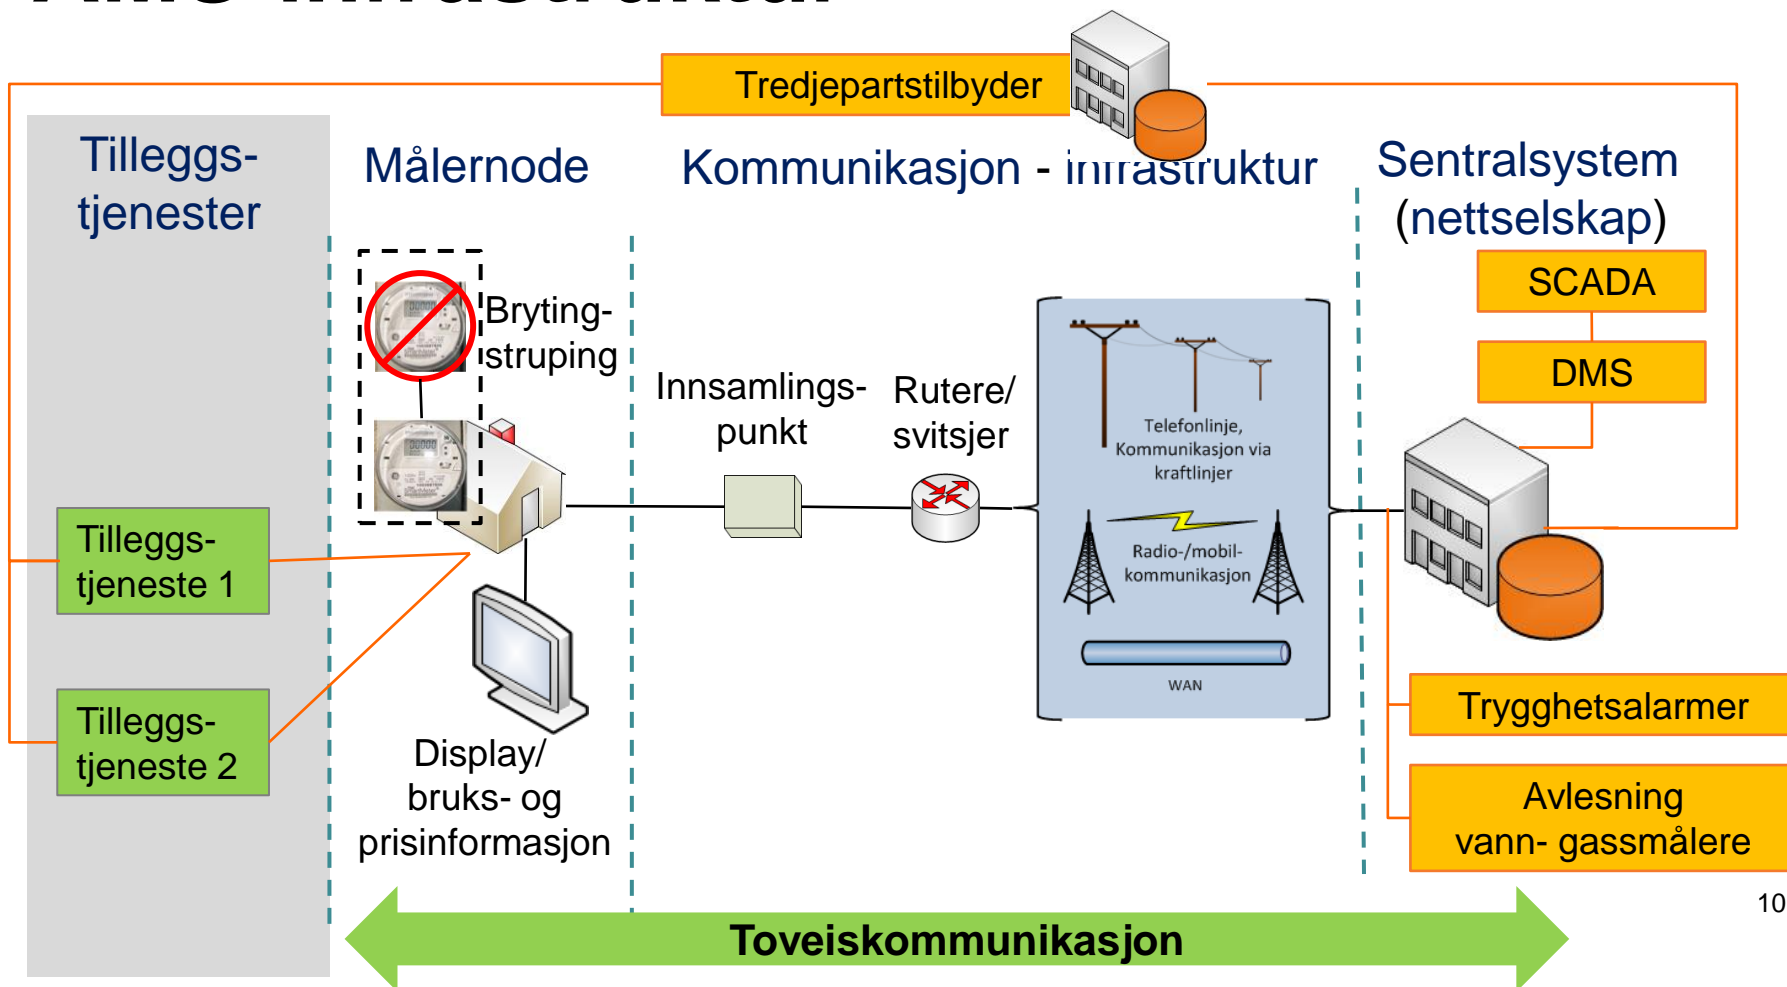 Tredjepartstilbyder
Tilleggs-
tjenester
Målernode
Kommunikasjon - infrastruktur
Sentralsystem
(nettselskap)
SCADA
DMS
Bryting-
struping
Innsamlings-
punkt
Rutere/
svitsjer
Telefonlinje,
Kommunikasjon via
kraftlinjer
Radio-/mobil-
kommunikasjon
WAN
Tilleggs-
tjeneste 1
Tilleggs-
tjeneste 2
Display/
bruks- og
prisinformasjon
Trygghetsalarmer
Avlesning
vann- gassmålere
10
Toveiskommunikasjon